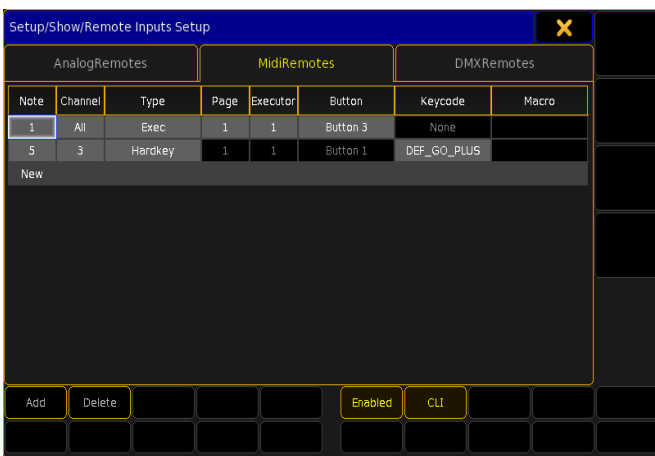 Setup/Show/Remote Inputs Setup
AnalogRemotes MidiRemotes DMXRemotes
Note Channel Type Page Executor Button Keycode Macro
1 All Exec 1 1 Button 3 None
5 3 Hardkey 1 1 Button 1 DEF_GO_PLUS
New
Add Delete Enabled CLI